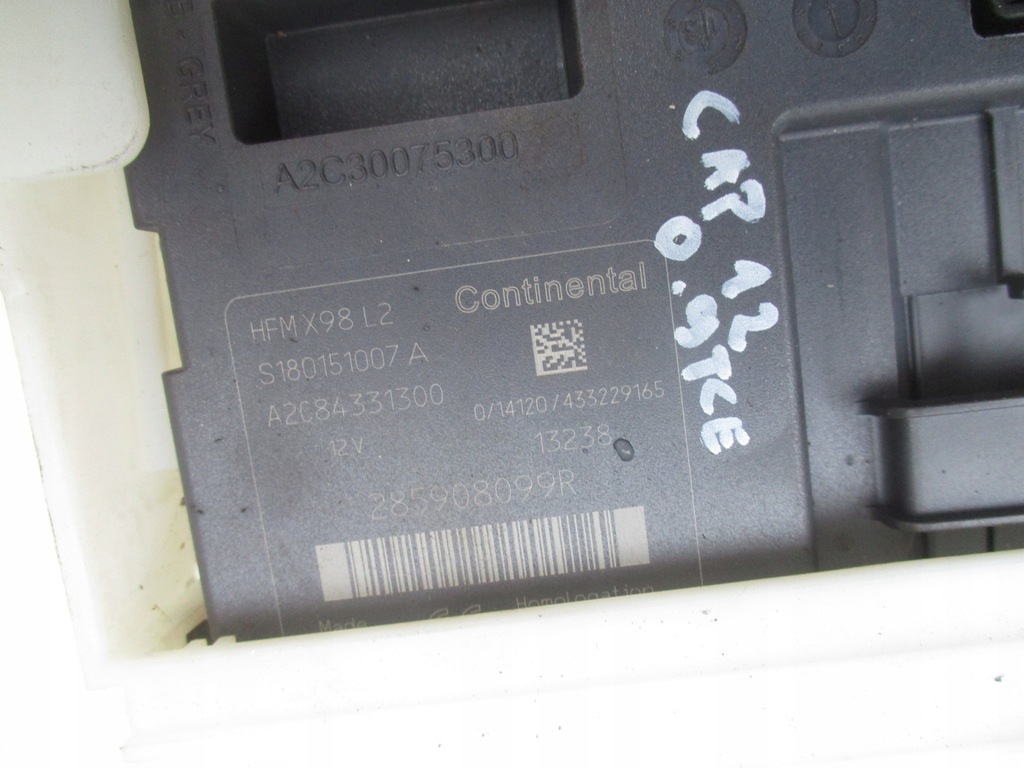 GREY
A2C30075300
Continental
HFM X98 L2
S180151007 A
A2C84331300
0/14120/433229165
12V
13238
285908099R
Made
Homologation
CAP 12
0.9TCE